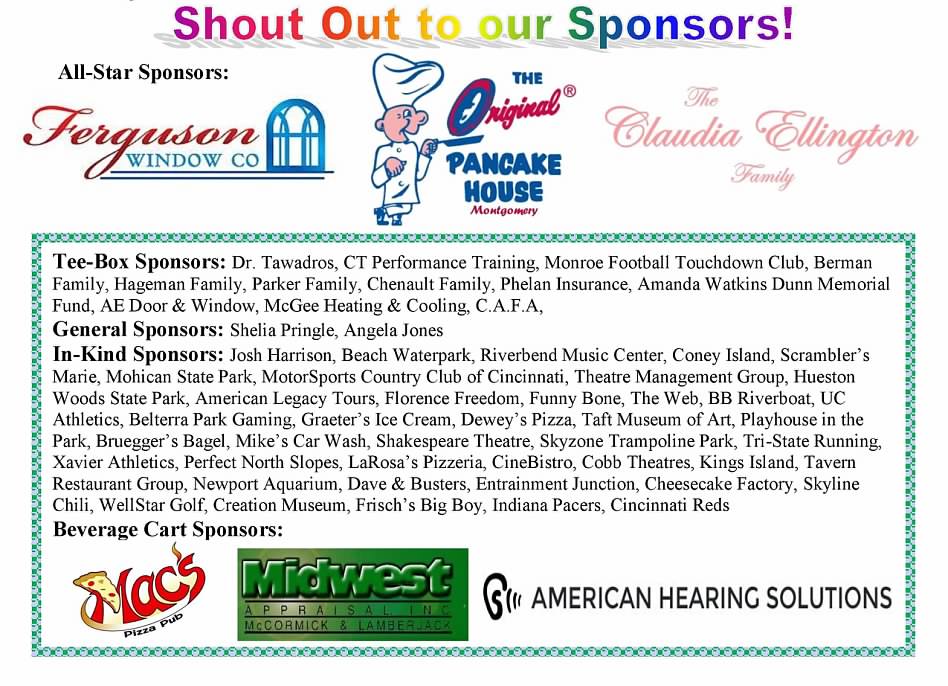 Shout Out to our Sponsors!
All-Star Sponsors:
Ferguson
WINDOW CO
THE
Original®
PANCAKE
HOUSE
Montgomery
The
Claudia Ellington
Family
Tee-Box Sponsors: Dr. Tawadros, CT Performance Training, Monroe Football Touchdown Club, Berman
Family, Hageman Family, Parker Family, Chenault Family, Phelan Insurance, Amanda Watkins Dunn Memorial
Fund, AE Door & Window, McGee Heating & Cooling, C.A.F.A,
General Sponsors: Shelia Pringle, Angela Jones
In-Kind Sponsors: Josh Harrison, Beach Waterpark, Riverbend Music Center, Coney Island, Scrambler’s
Marie, Mohican State Park, MotorSports Country Club of Cincinnati, Theatre Management Group, Hueston
Woods State Park, American Legacy Tours, Florence Freedom, Funny Bone, The Web, BB Riverboat, UC
Athletics, Belterra Park Gaming, Graeter’s Ice Cream, Dewey’s Pizza, Taft Museum of Art, Playhouse in the
Park, Bruegger’s Bagel, Mike’s Car Wash, Shakespeare Theatre, Skyzone Trampoline Park, Tri-State Running,
Xavier Athletics, Perfect North Slopes, LaRosa’s Pizzeria, CineBistro, Cobb Theatres, Kings Island, Tavern
Restaurant Group, Newport Aquarium, Dave & Busters, Entrainment Junction, Cheesecake Factory, Skyline
Chili, WellStar Golf, Creation Museum, Frisch’s Big Boy, Indiana Pacers, Cincinnati Reds
Beverage Cart Sponsors:
Mac's
Pizza Pub
Midwest
APPRAISAL, INC
McCORMICK & LAMBERJACK
AMERICAN HEARING SOLUTIONS